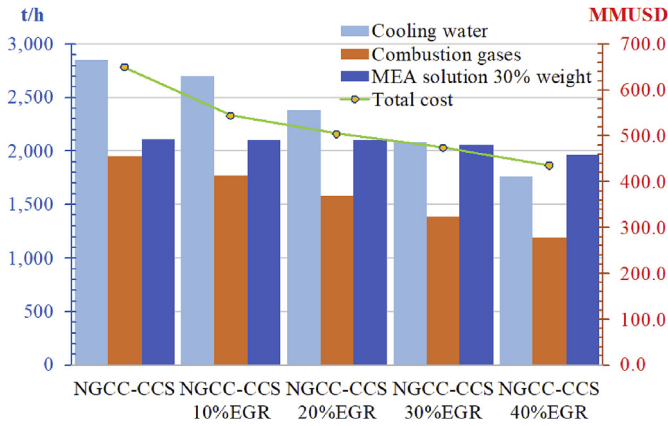 t/h
MMUSD
Cooling water
Combustion gases
MEA solution 30% weight
Total cost
3,000
2,500
2,000
1,500
1,000
500
0
700.0
600.0
500.0
400.0
300.0
200.0
100.0
0.0
NGCC-CCS
NGCC-CCS
10%EGR
NGCC-CCS
20%EGR
NGCC-CCS
30%EGR
NGCC-CCS
40%EGR